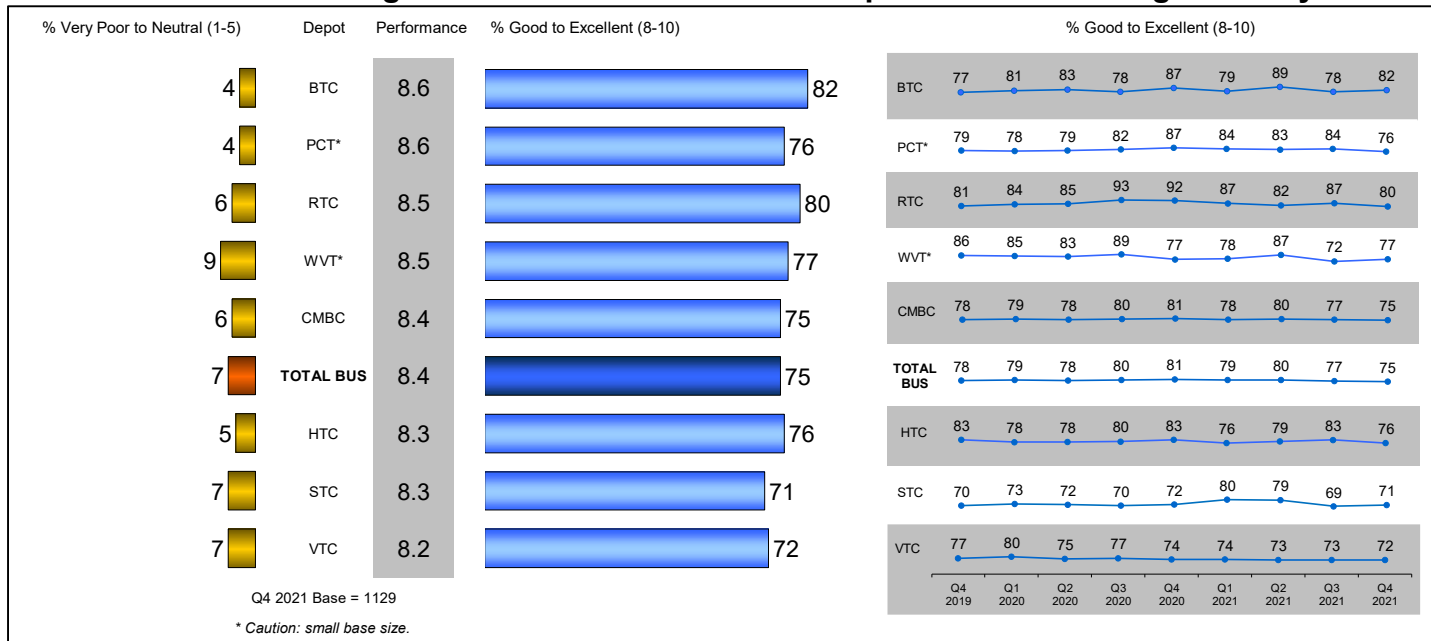 % Very Poor to Neutral (1-5) Depot Performance % Good to Excellent (8-10) % Good to Excellent (8-10)
4 BTC 8.6 82
4 PCT* 8.6 76
6 RTC 8.5 80
9 WVT* 8.5 77
6 CMBC 8.4 75
7 TOTAL BUS 8.4 75
5 HTC 8.3 76
7 STC 8.3 71
7 VTC 8.2 72
Q4 2021 Base = 1129
* Caution: small base size.
BTC 77 81 83 78 87 79 89 78 82
PCT* 79 78 79 82 87 84 83 84 76
RTC 81 84 85 93 92 87 82 87 80
WVT* 86 85 83 89 77 78 87 72 77
CMBC 78 79 78 80 81 78 80 77 75
TOTAL
BUS 78 79 78 80 81 79 80 77 75
HTC 83 78 78 80 83 76 79 83 76
STC 70 73 72 70 72 80 79 69 71
VTC 77 80 75 77 74 74 73 73 72
Q4 Q1 Q2 Q3 Q4 Q1 Q2 Q3 Q4
2019 2020 2020 2020 2020 2021 2021 2021 2021